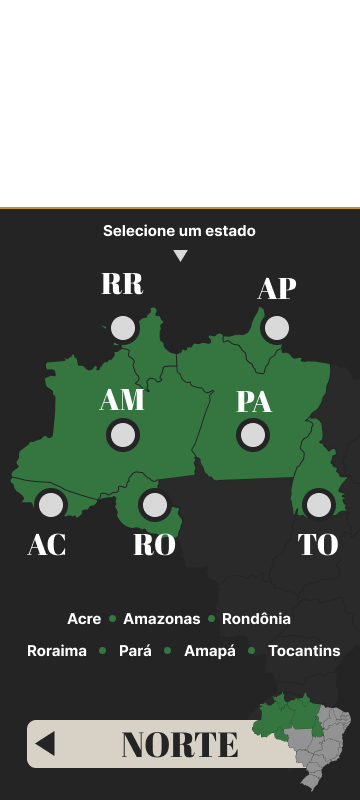 Selecione um estado
RR
AP
AM
PA
AC
RO
TO
Acre • Amazonas • Rondônia
Roraima • Pará • Amapá • Tocantins
NORTE